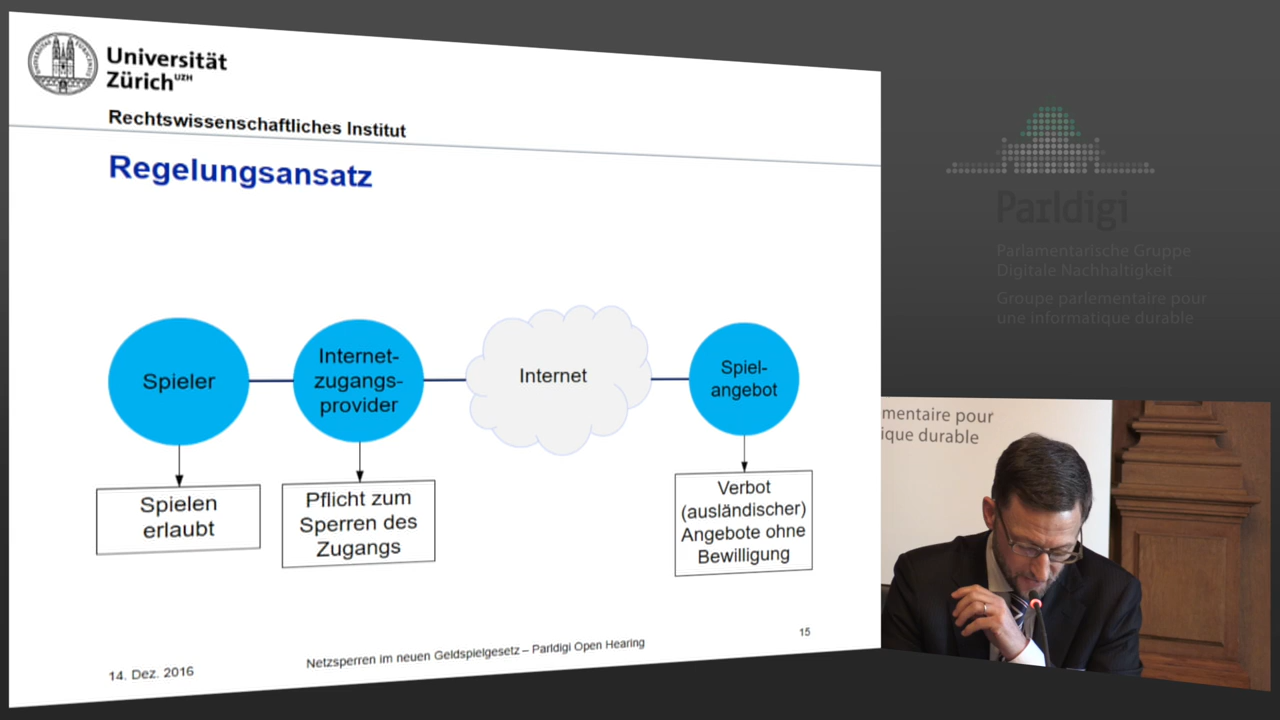 Universität
Zürich UZH
Rechtswissenschaftliches Institut
Regelungsansatz
Spieler
Internet-
zugangs-
provider
Internet
Spiel-
angebot
Spielen
erlaubt
Pflicht zum
Sperren des
Zugangs
Verbot
(ausländischer)
Angebote ohne
Bewilligung
14. Dez. 2016
Netzsperren im neuen Geldspielgesetz – Parldigi Open Hearing
15
Parldigi
Parlamentarische Gruppe
Digitale Nachhaltigkeit
Groupe parlementaire pour
une informatique durable
mentaire pour
ique durable